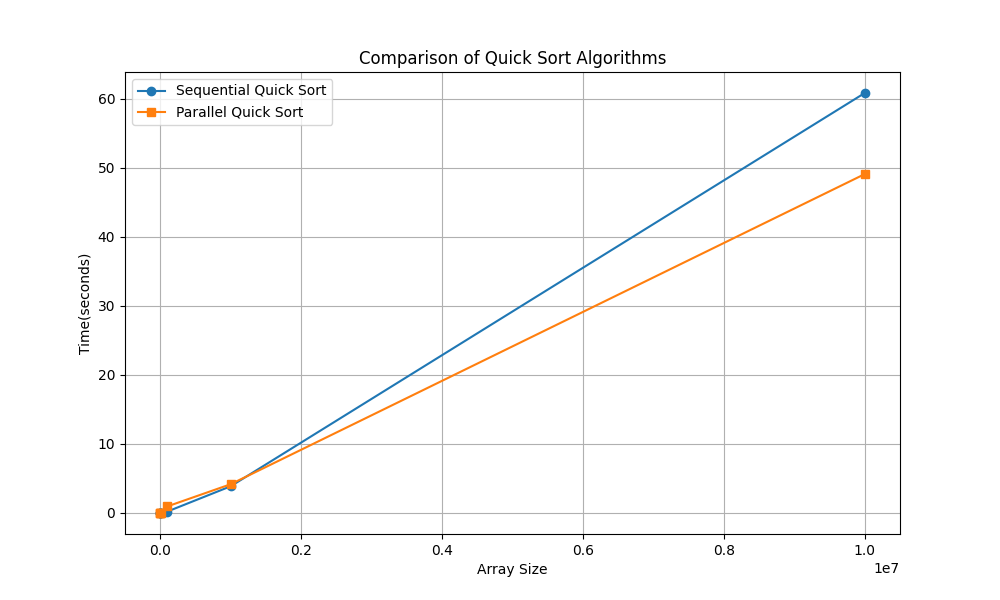 Comparison of Quick Sort Algorithms
Sequential Quick Sort
Parallel Quick Sort
Time(seconds)
60
50
40
30
20
10
0
0.0 0.2 0.4 0.6 0.8 1.0
1e7
Array Size